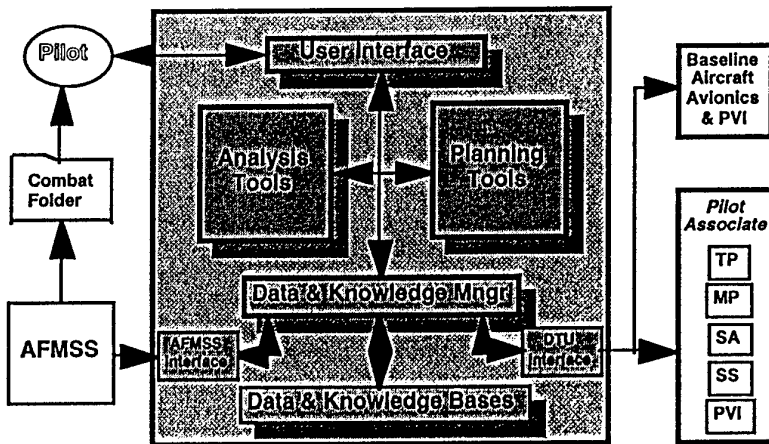 Pilot
User Interface
Baseline
Aircraft
Avionics
& PVI
Analysis
Tools
Planning
Tools
Combat
Folder
Pilot
Associate
TP
MP
SA
SS
PVI
Data & Knowledge Mngr
AFMSS
AFMSS
Interface
DTU
Interface
Data & Knowledge Bases